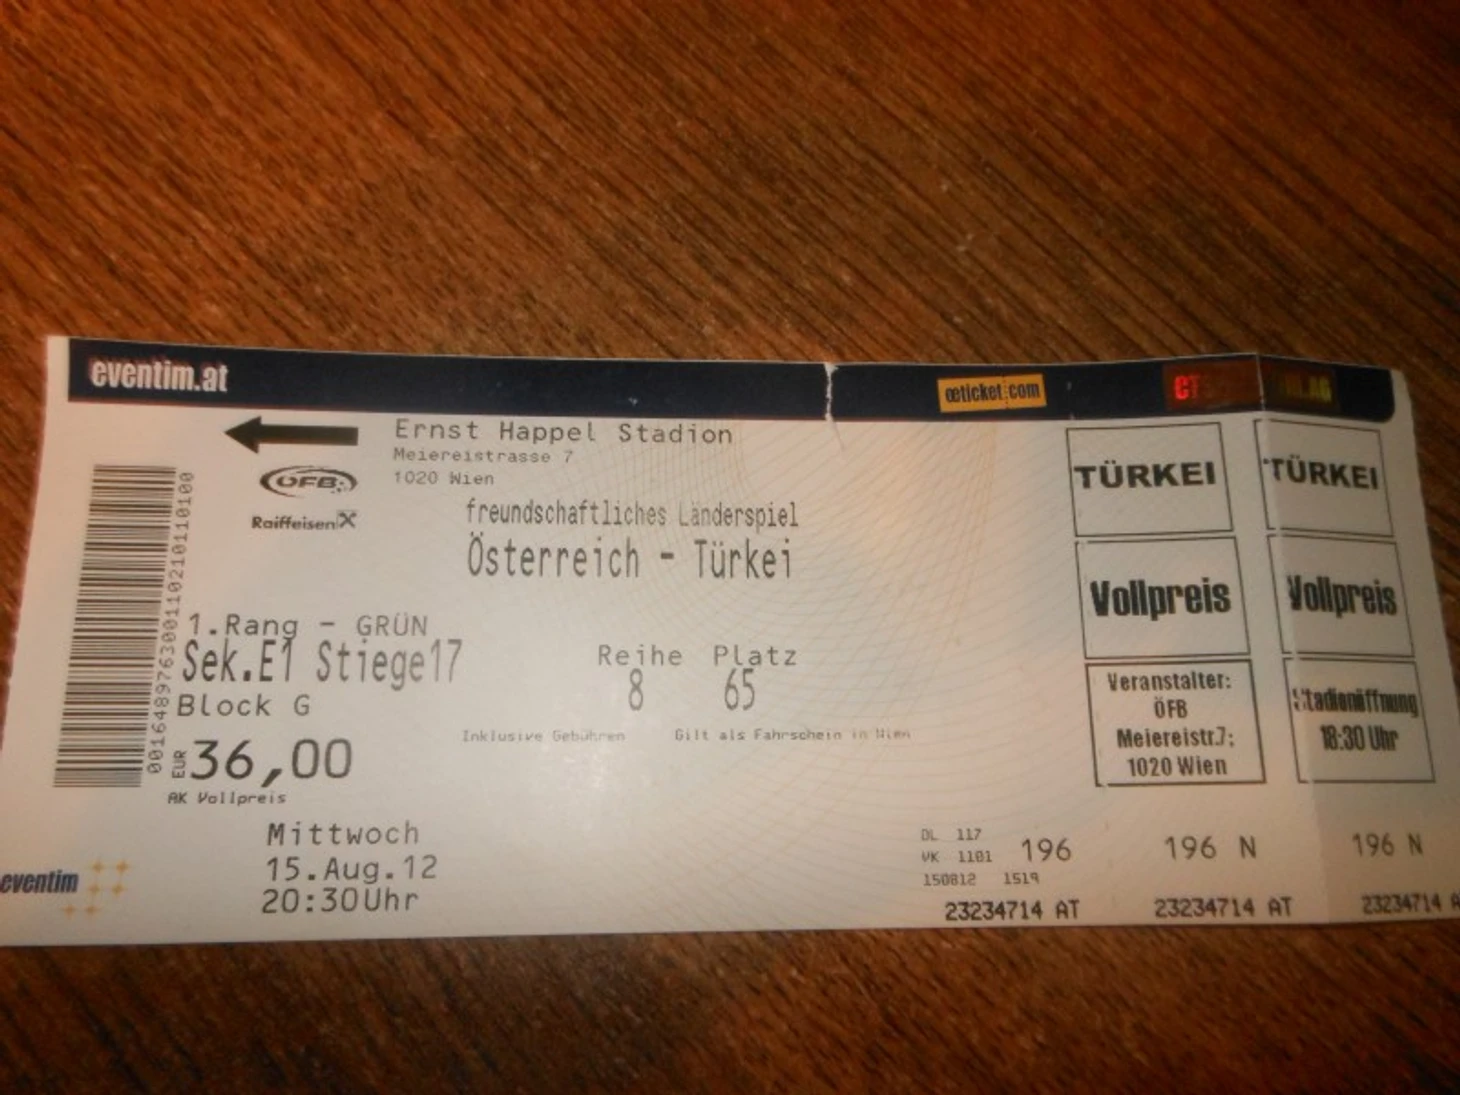 eventim.at
œticket.com
Ernst Happel Stadion
Meiereistrasse 7
1020 Wien
ÖFB
Raiffeisen
freundschaftliches Länderspiel
Österreich - Türkei
1.Rang - GRÜN
Sek.E1 Stiege17
Block G
Reihe Platz
8 65
Inklusive Gebühren Gilt als Fahrschein in Wien
EUR 36,00
AK Vollpreis
Mittwoch
15.Aug.12
20:30Uhr
eventim
TÜRKEI
Vollpreis
Veranstalter:
ÖFB
Meiereistr.7;
1020 Wien
TÜRKEI
Vollpreis
Stadionöffnung
18:30 Uhr
DL 117
VK 1101 196
150812 1519
23234714 AT
196 N
23234714 AT
196 N
23234714